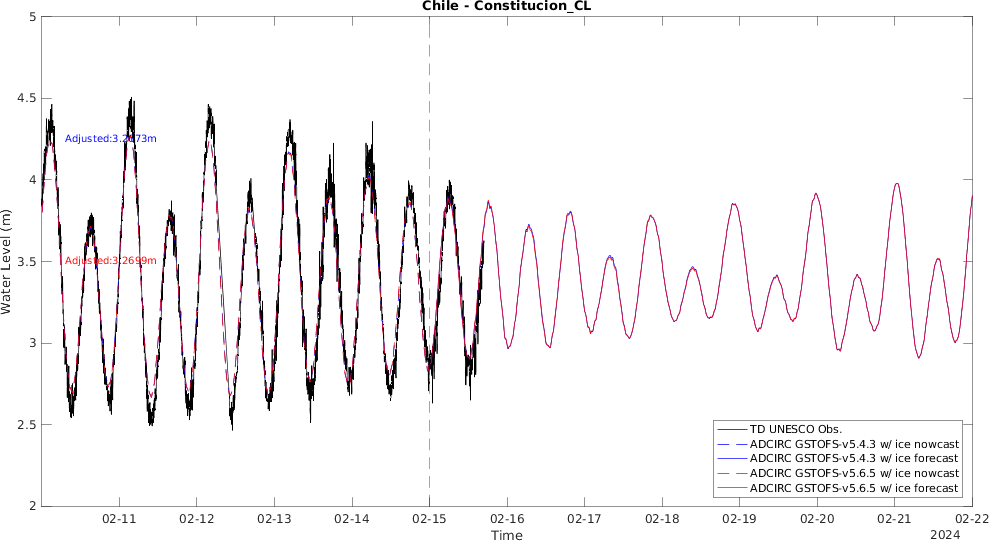 Chile - Constitucion_CL
Water Level (m)
5
4.5
4
3.5
3
2.5
2
Adjusted:3.2699m
02-11
02-12
02-13
02-14
02-15
02-16
02-17
02-18
02-19
02-20
02-21
02-22
2024
Time
TD UNESCO Obs.
ADCIRC GSTOFS-v5.4.3 w/ ice nowcast
ADCIRC GSTOFS-v5.4.3 w/ ice forecast
ADCIRC GSTOFS-v5.6.5 w/ ice nowcast
ADCIRC GSTOFS-v5.6.5 w/ ice forecast